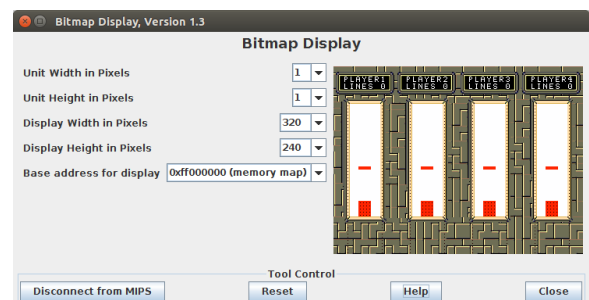 Bitmap Display, Version 1.3
Bitmap Display
Unit Width in Pixels 1
Unit Height in Pixels 1
Display Width in Pixels 320
Display Height in Pixels 240
Base address for display 0xff000000 (memory map)
PLAYER1 PLAYER2 PLAYER3 PLAYER4
LINES 0 LINES 0 LINES 0 LINES 0
Tool Control
Disconnect from MIPS Reset Help Close